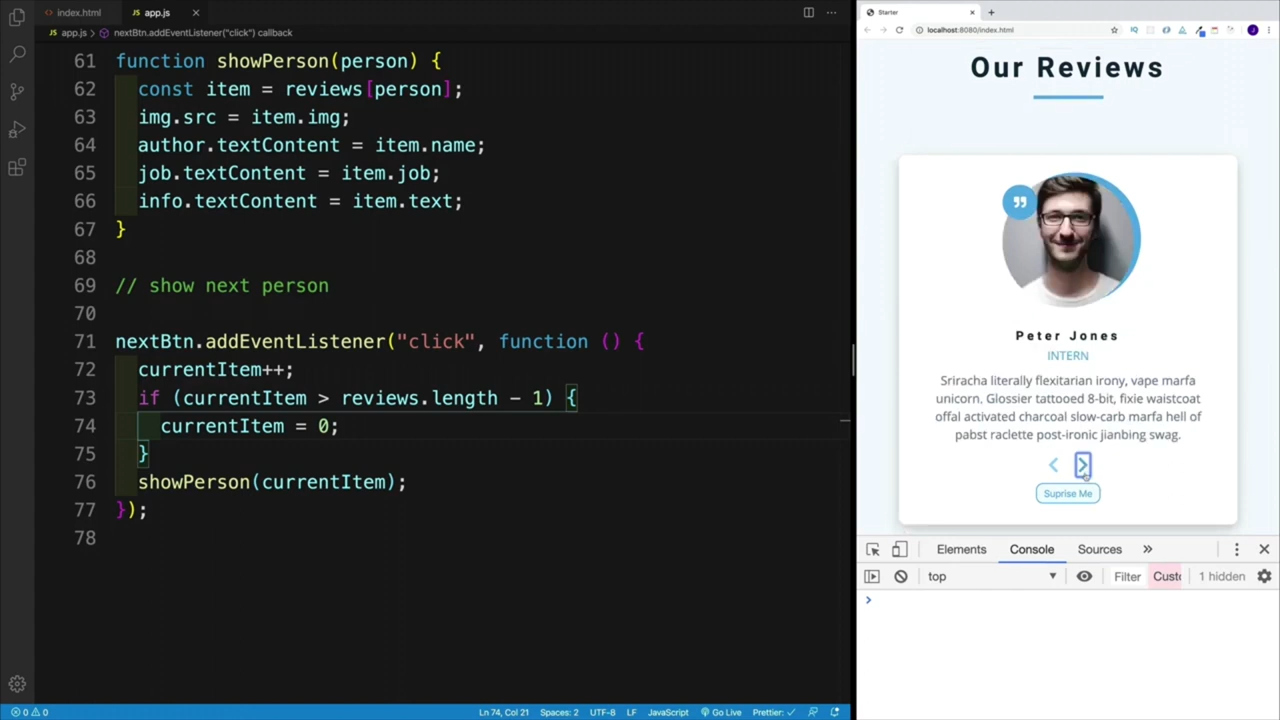 index.html
app.js
app.js > nextBtn.addEventListener("click") callback
61 function showPerson(person) {
62 const item = reviews[person];
63 img.src = item.img;
64 author.textContent = item.name;
65 job.textContent = item.job;
66 info.textContent = item.text;
67 }
68
69 // show next person
70
71 nextBtn.addEventListener("click", function () {
72 currentItem++;
73 if (currentItem > reviews.length - 1) {
74 currentItem = 0;
75 }
76 showPerson(currentItem);
77 });
78
0 0
Ln 74, Col 21
Spaces: 2
UTF-8
LF
JavaScript
Go Live
Prettier: ✓
Starter
localhost:8080/index.html
J
Our Reviews
Peter Jones
INTERN
Sriracha literally flexitarian irony, vape marfa
unicorn. Glossier tattooed 8-bit, fixie waistcoat
offal activated charcoal slow-carb marfa hell of
pabst raclette post-ironic jianbing swag.
Suprise Me
Elements Console Sources »
top Filter Custo 1 hidden